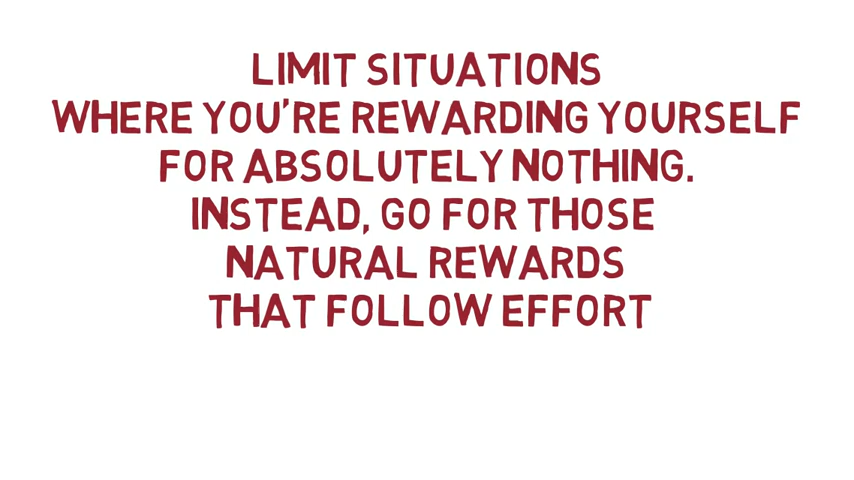 LIMIT SITUATIONS
WHERE YOU'RE REWARDING YOURSELF
FOR ABSOLUTELY NOTHING.
INSTEAD, GO FOR THOSE
NATURAL REWARDS
THAT FOLLOW EFFORT